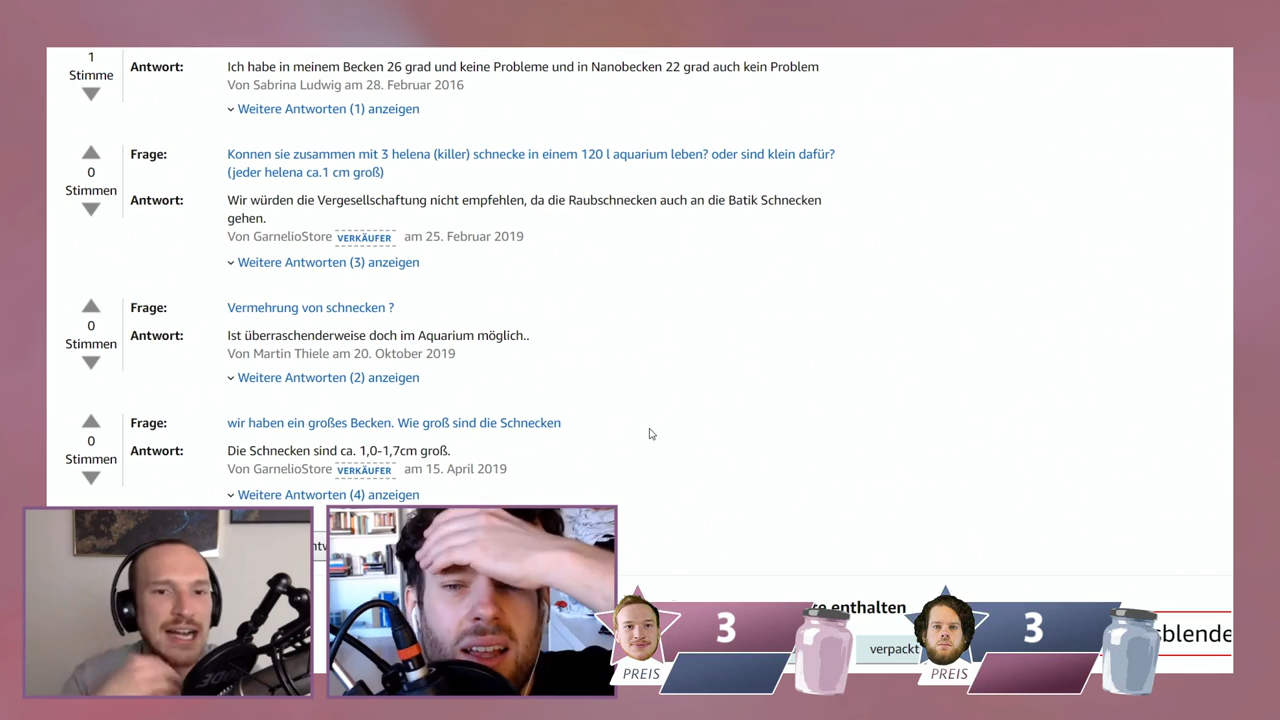 1
Stimme
Antwort: Ich habe in meinem Becken 26 grad und keine Probleme und in Nanobecken 22 grad auch kein Problem
Von Sabrina Ludwig am 28. Februar 2016
Weitere Antworten (1) anzeigen
0
Stimmen
Frage: Konnen sie zusammen mit 3 helena (killer) schnecke in einem 120 l aquarium leben? oder sind klein dafür?
(jeder helena ca.1 cm groß)
Antwort: Wir würden die Vergesellschaftung nicht empfehlen, da die Raubschnecken auch an die Batik Schnecken
gehen.
Von GarnelioStore VERKÄUFER am 25. Februar 2019
Weitere Antworten (3) anzeigen
0
Stimmen
Frage: Vermehrung von schnecken ?
Antwort: Ist überraschenderweise doch im Aquarium möglich..
Von Martin Thiele am 20. Oktober 2019
Weitere Antworten (2) anzeigen
0
Stimmen
Frage: wir haben ein großes Becken. Wie groß sind die Schnecken
Antwort: Die Schnecken sind ca. 1,0-1,7cm groß.
Von GarnelioStore VERKÄUFER am 15. April 2019
Weitere Antworten (4) anzeigen
enthalten
verpackt
3
PREIS
3
PREIS